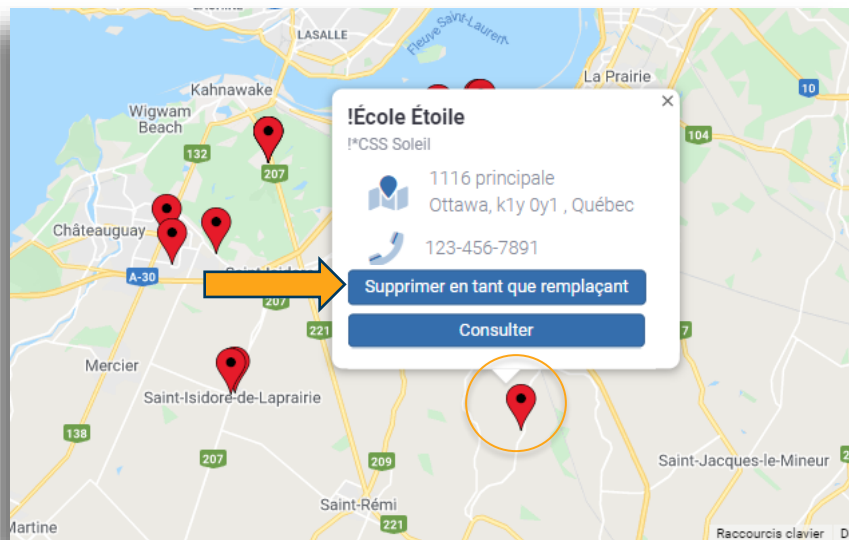 LASALLE
Fleuve Saint-Laurent
La Prairie
Kahnawake
10
Wigwam
Beach
!École Étoile
!*CSS Soleil
104
132
207
1116 principale
Ottawa, k1y 0y1 , Québec
Châteauguay
123-456-7891
A-30
Supprimer en tant que remplaçant
207
221
Consulter
Mercier
Saint-Isidore-de-Laprairie
138
207
209
Saint-Jacques-le-Mineur
Saint-Rémi
221
Raccourcis clavier